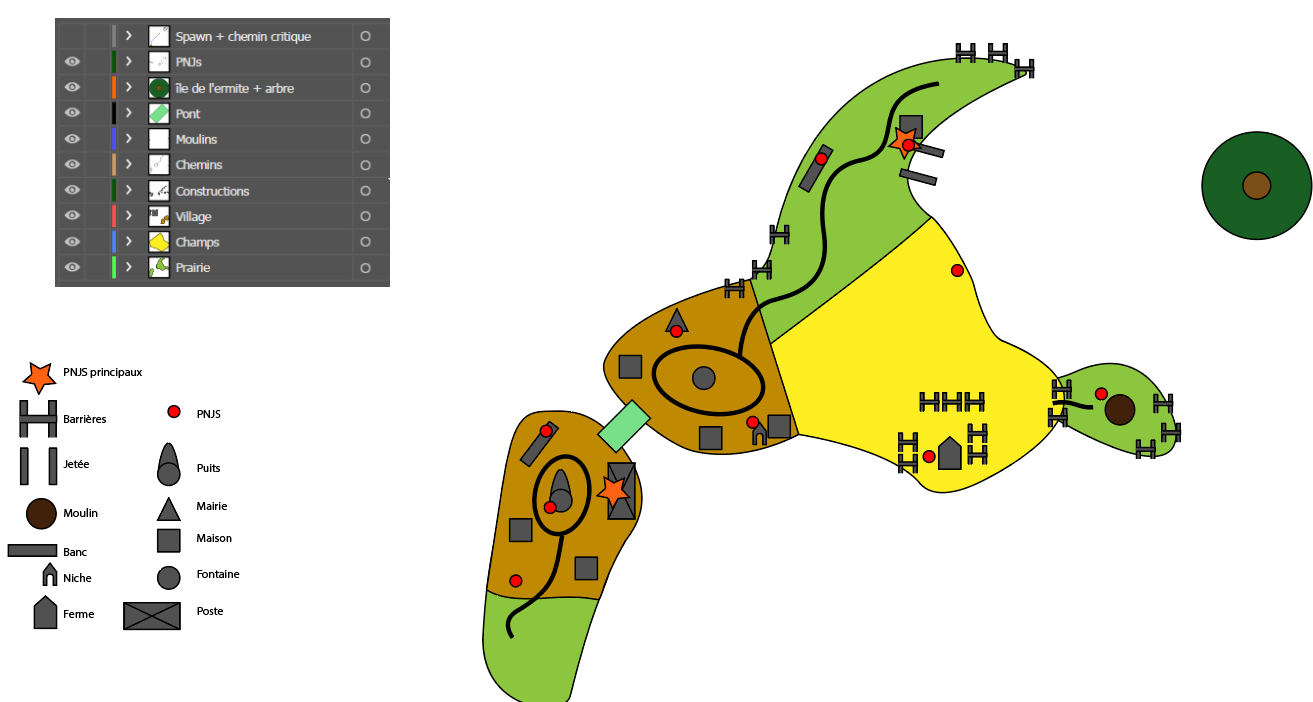 Spawn + chemin critique
PNJs
île de l'ermite + arbre
Pont
Moulins
Chemins
Constructions
Village
Champs
Prairie
PNJS principaux
Barrières
PNJS
Jetée
Puits
Moulin
Mairie
Maison
Banc
Niche
Fontaine
Ferme
Poste